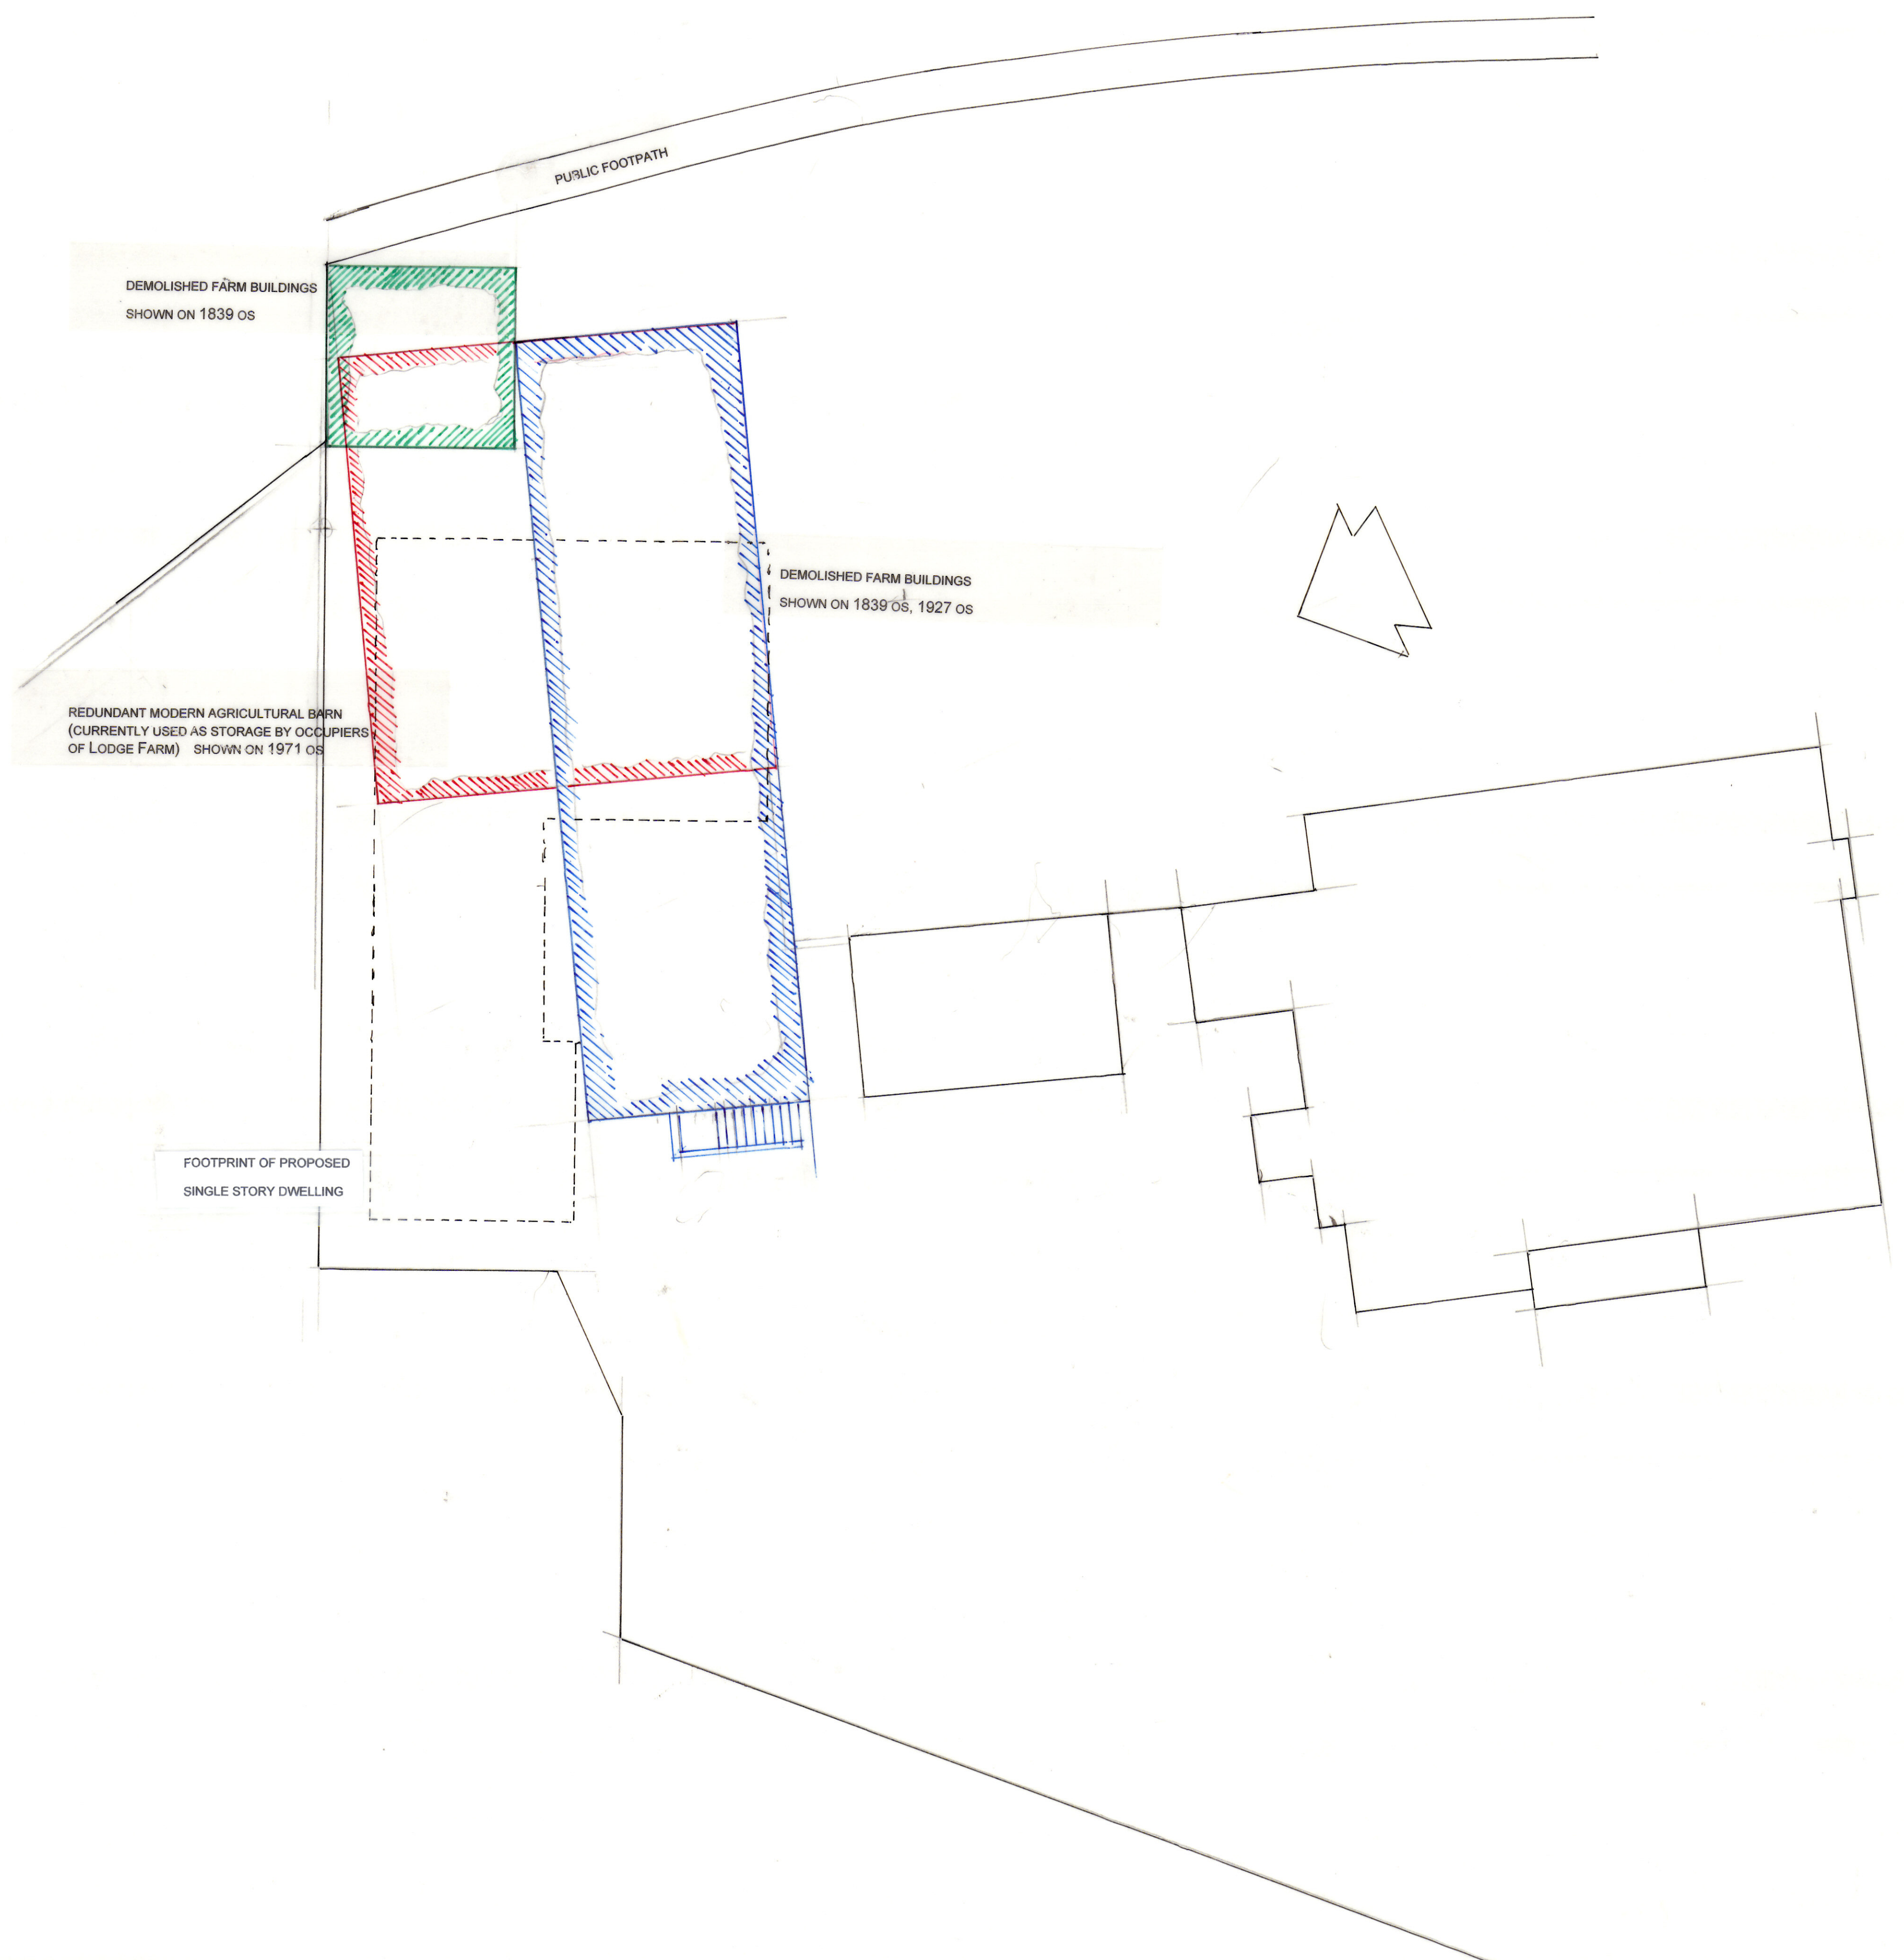 PUBLIC FOOTPATH
DEMOLISHED FARM BUILDINGS
SHOWN ON 1839 OS
DEMOLISHED FARM BUILDINGS
SHOWN ON 1839 OS, 1927 OS
REDUNDANT MODERN AGRICULTURAL BARN
(CURRENTLY USED AS STORAGE BY OCCUPIERS
OF LODGE FARM) SHOWN ON 1971 OS
FOOTPRINT OF PROPOSED
SINGLE STORY DWELLING